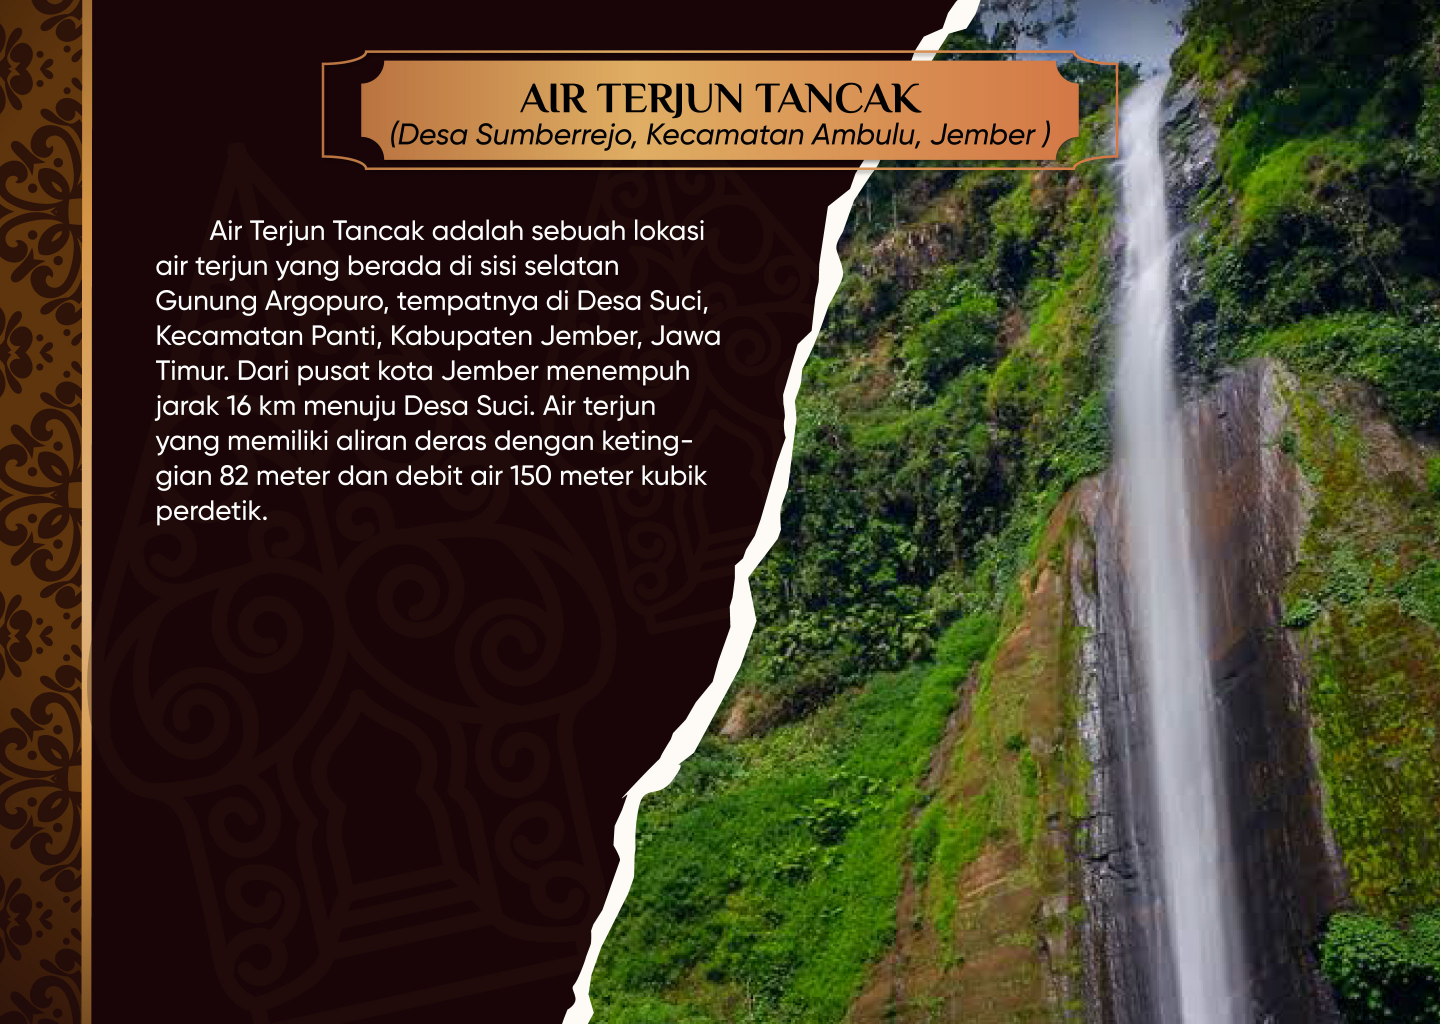 AIR TERJUN TANCAK
(Desa Sumberrejo, Kecamatan Ambulu, Jember )
Air Terjun Tancak adalah sebuah lokasi
air terjun yang berada di sisi selatan
Gunung Argopuro, tempatnya di Desa Suci,
Kecamatan Panti, Kabupaten Jember, Jawa
Timur. Dari pusat kota Jember menempuh
jarak 16 km menuju Desa Suci. Air terjun
yang memiliki aliran deras dengan keting-
gian 82 meter dan debit air 150 meter kubik
perdetik.